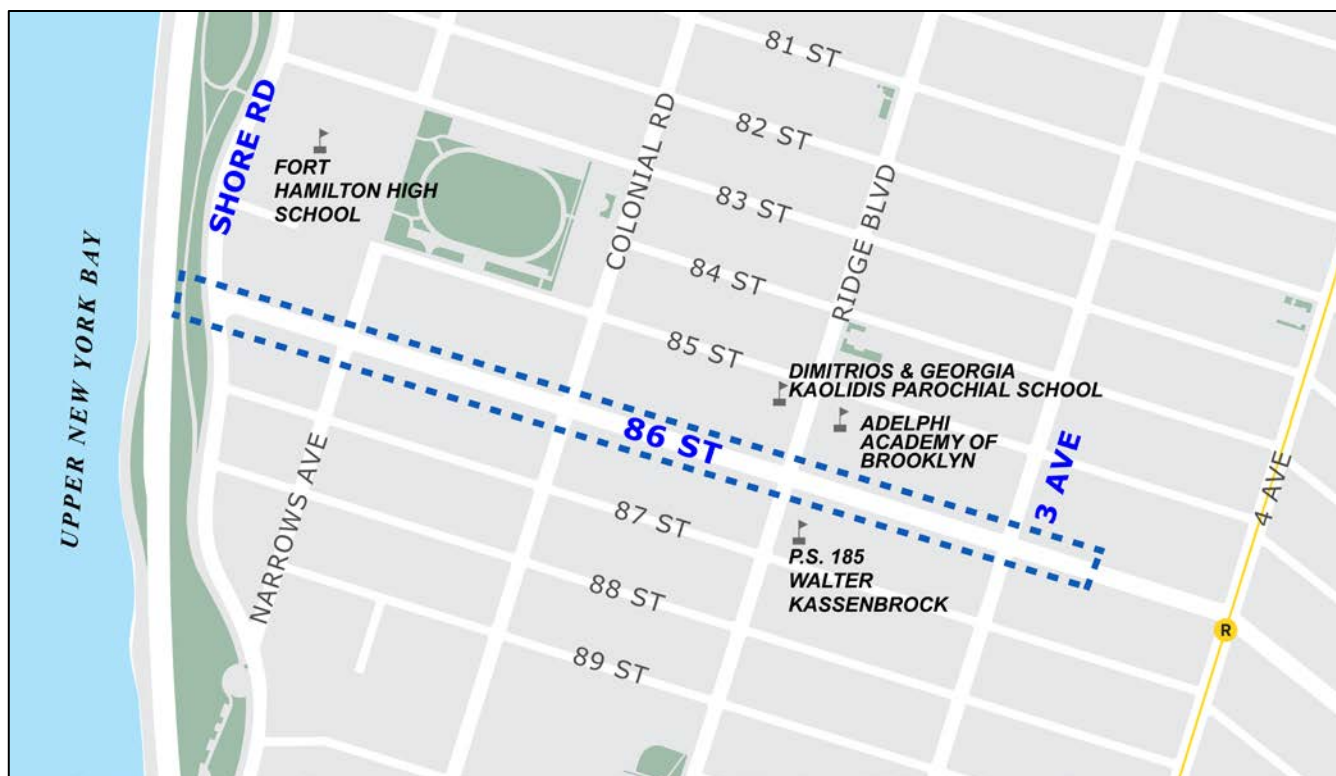 81 ST
82 ST
83 ST
84 ST
85 ST
SHORE RD
FORT
HAMILTON HIGH
SCHOOL
COLONIAL RD
RIDGE BLVD
UPPER NEW YORK BAY
DIMITRIOS & GEORGIA
KAOLIDIS PAROCHIAL SCHOOL
ADELPHI
ACADEMY OF
BROOKLYN
86 ST
3 AVE
4 AVE
NARROWS AVE
87 ST
88 ST
89 ST
P.S. 185
WALTER
KASSENBROCK
R